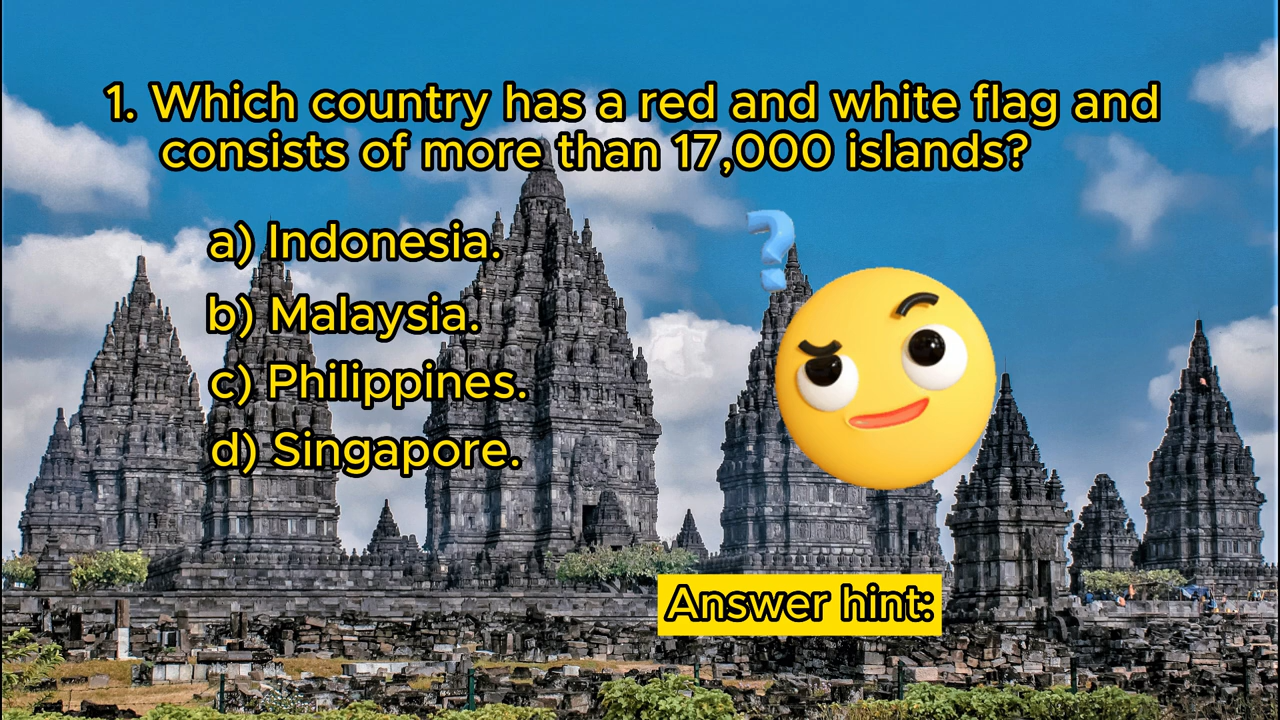 1. Which country has a red and white flag and
consists of more than 17,000 islands?
a) Indonesia.
b) Malaysia.
c) Philippines.
d) Singapore.
?
Answer hint: